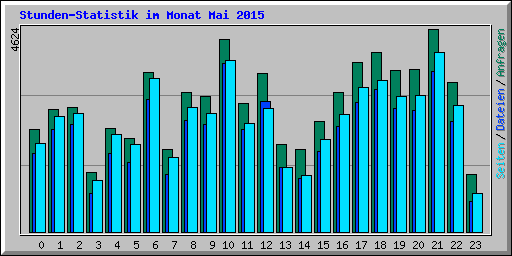 Stunden-Statistik im Monat Mai 2015
4624
Seiten / Dateien / Anfragen
0 1 2 3 4 5 6 7 8 9 10 11 12 13 14 15 16 17 18 19 20 21 22 23